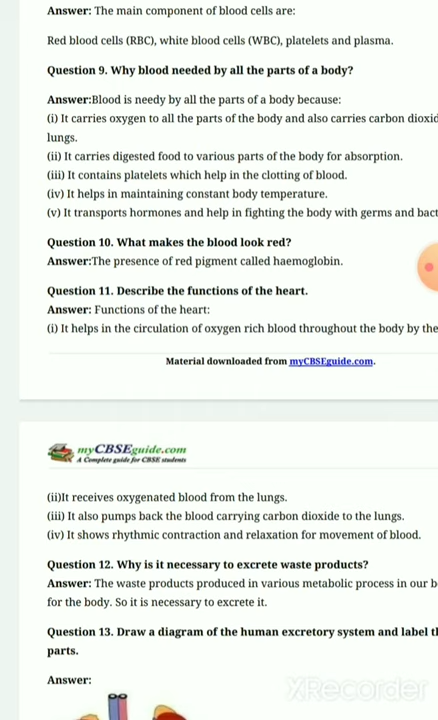 Answer: The main component of blood cells are:
Red blood cells (RBC), white blood cells (WBC), platelets and plasma.
Question 9. Why blood needed by all the parts of a body?
Answer:Blood is needy by all the parts of a body because:
(i) It carries oxygen to all the parts of the body and also carries carbon dioxid
lungs.
(ii) It carries digested food to various parts of the body for absorption.
(iii) It contains platelets which help in the clotting of blood.
(iv) It helps in maintaining constant body temperature.
(v) It transports hormones and help in fighting the body with germs and bact
Question 10. What makes the blood look red?
Answer:The presence of red pigment called haemoglobin.
Question 11. Describe the functions of the heart.
Answer: Functions of the heart:
(i) It helps in the circulation of oxygen rich blood throughout the body by the
Material downloaded from myCBSEguide.com.
myCBSEguide.com
A Complete guide for CBSE students
(ii)It receives oxygenated blood from the lungs.
(iii) It also pumps back the blood carrying carbon dioxide to the lungs.
(iv) It shows rhythmic contraction and relaxation for movement of blood.
Question 12. Why is it necessary to excrete waste products?
Answer: The waste products produced in various metabolic process in our b
for the body. So it is necessary to excrete it.
Question 13. Draw a diagram of the human excretory system and label th
parts.
Answer:
XRecorder